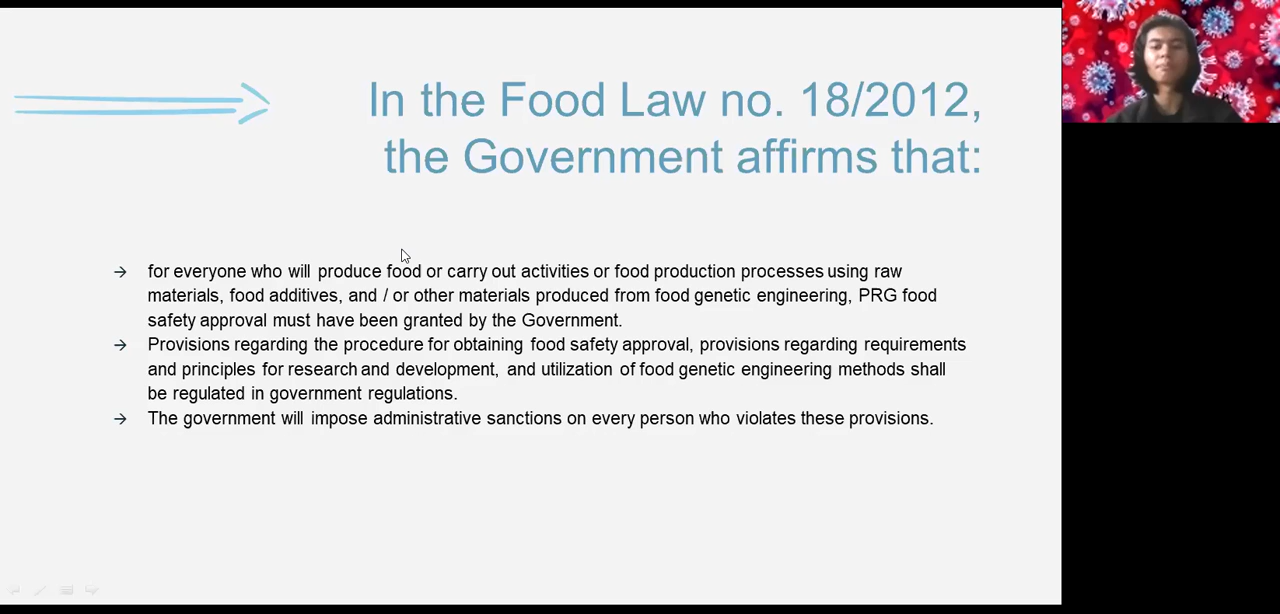 In the Food Law no. 18/2012,
the Government affirms that:
→ for everyone who will produce food or carry out activities or food production processes using raw
materials, food additives, and / or other materials produced from food genetic engineering, PRG food
safety approval must have been granted by the Government.
→ Provisions regarding the procedure for obtaining food safety approval, provisions regarding requirements
and principles for research and development, and utilization of food genetic engineering methods shall
be regulated in government regulations.
→ The government will impose administrative sanctions on every person who violates these provisions.